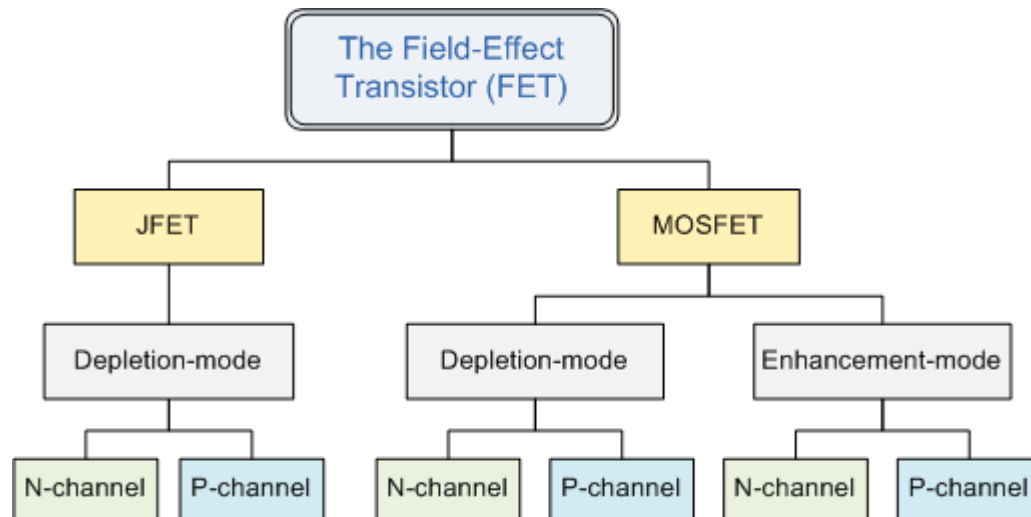 The Field-Effect
Transistor (FET)
JFET
MOSFET
Depletion-mode
Depletion-mode
Enhancement-mode
N-channel
P-channel
N-channel
P-channel
N-channel
P-channel